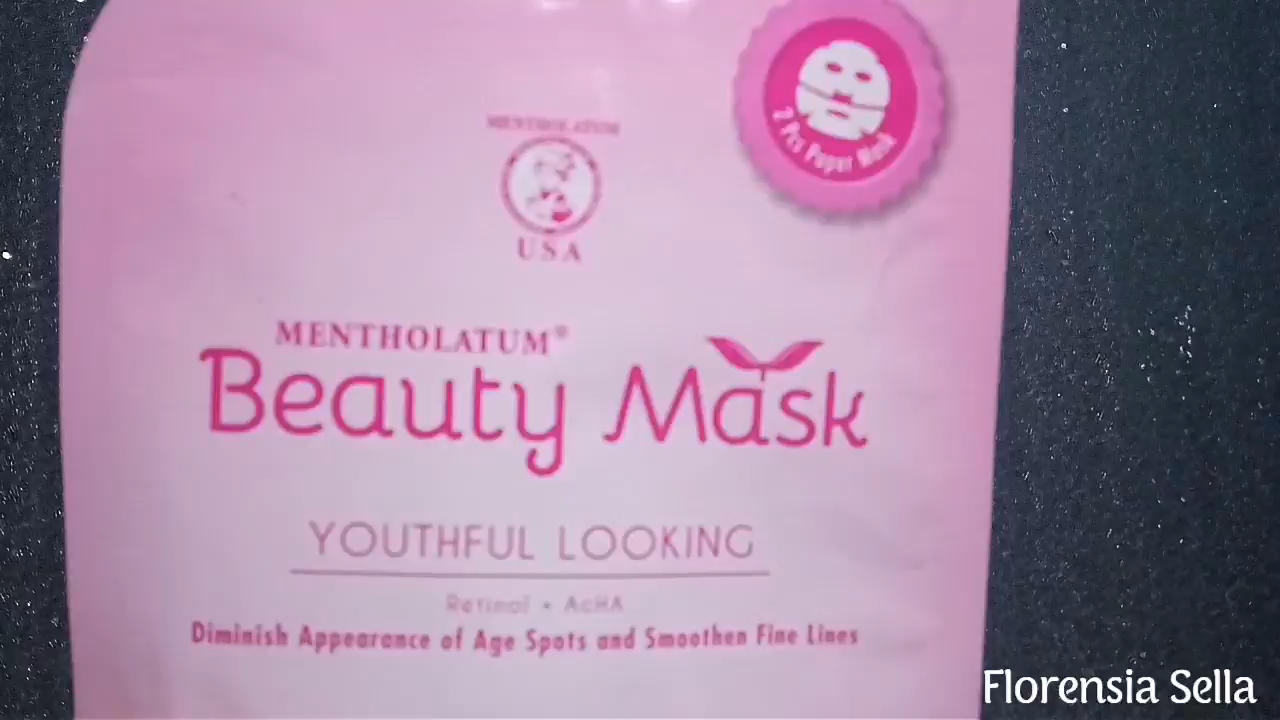 2 Pcs Paper Mask
MENTHOLATUM
USA
MENTHOLATUM®
Beauty Mask
YOUTHFUL LOOKING
Retinol • AcHA
Diminish Appearance of Age Spots and Smoothen Fine Lines
Florensia Sella